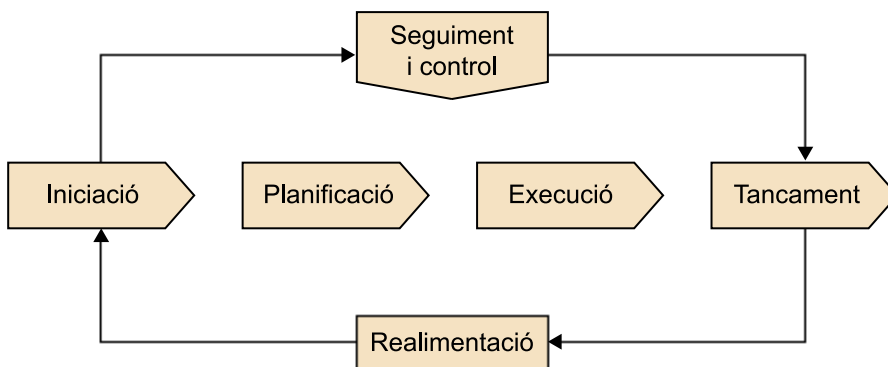 Seguiment
i control
Iniciació
Planificació
Execució
Tancament
Realimentació